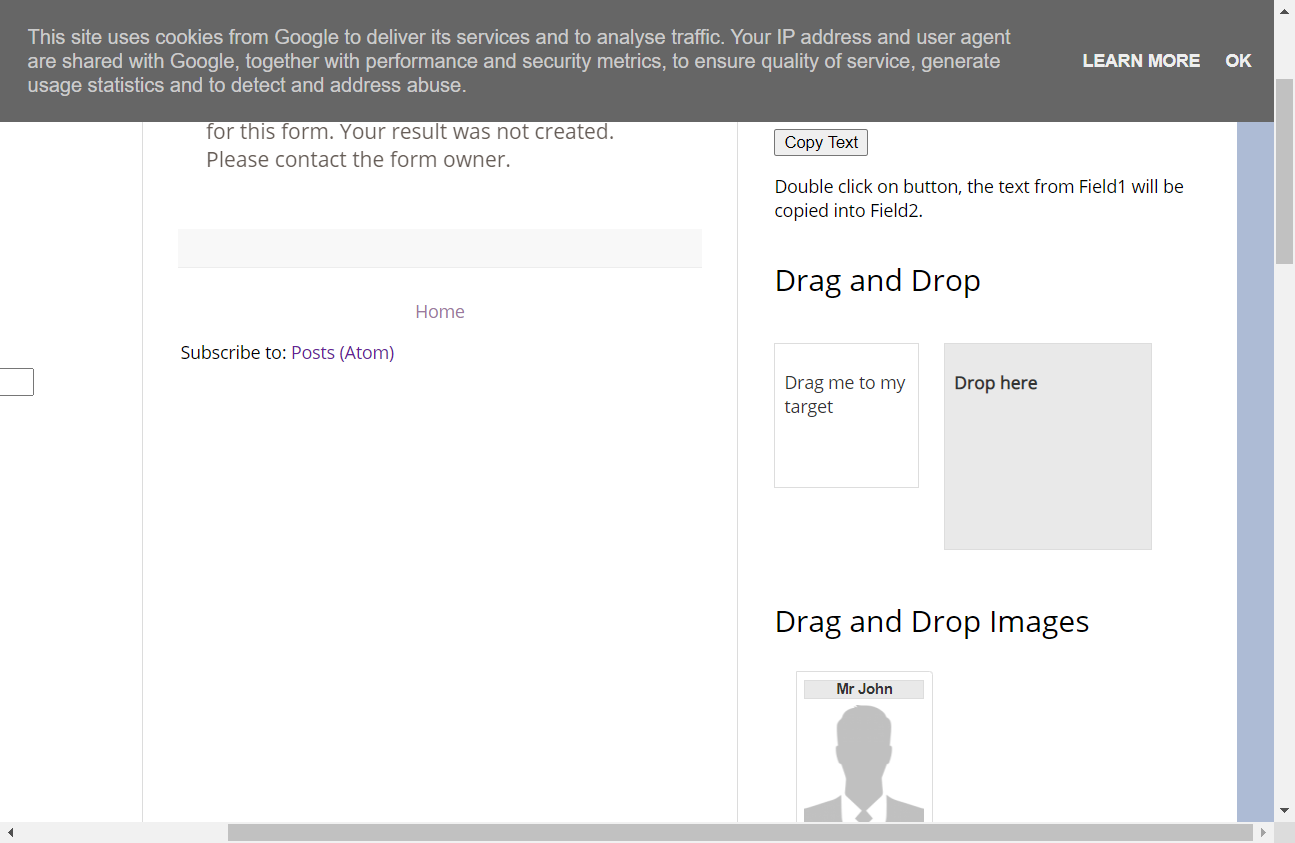 This site uses cookies from Google to deliver its services and to analyse traffic. Your IP address and user agent
are shared with Google, together with performance and security metrics, to ensure quality of service, generate
usage statistics and to detect and address abuse.
LEARN MORE
OK
for this form. Your result was not created.
Please contact the form owner.
Home
Subscribe to: Posts (Atom)
Copy Text
Double click on button, the text from Field1 will be
copied into Field2.
Drag and Drop
Drag me to my
target
Drop here
Drag and Drop Images
Mr John